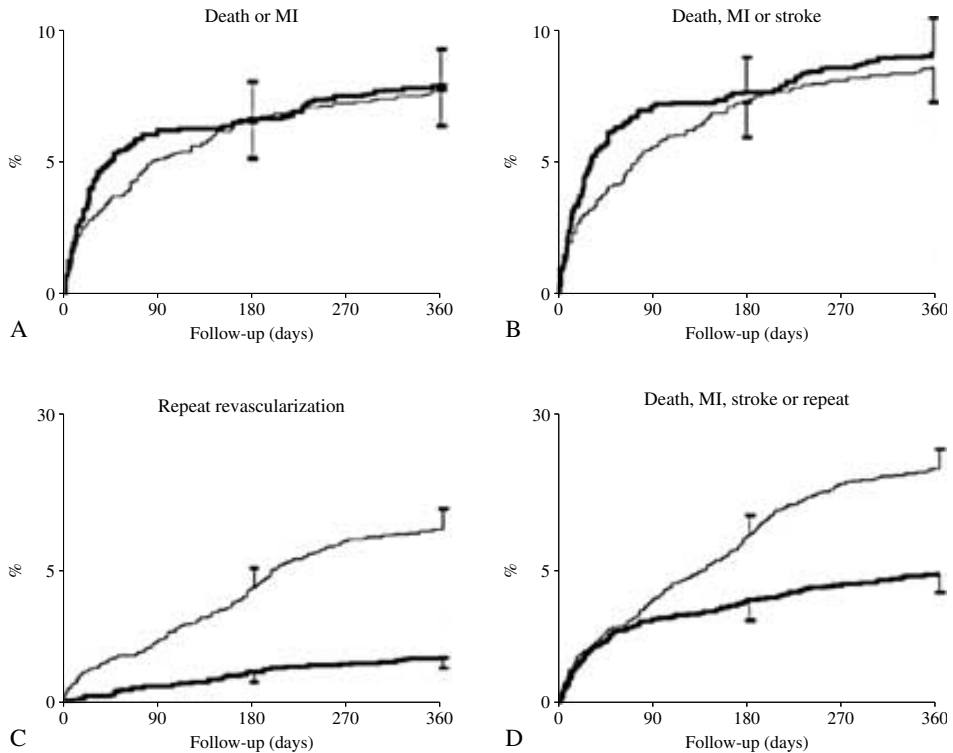 Death or MI
10
5
0
%
0 90 180 270 360
Follow-up (days)
A
Death, MI or stroke
10
5
0
%
0 90 180 270 360
Follow-up (days)
B
Repeat revascularization
30
5
0
%
0 90 180 270 360
Follow-up (days)
C
Death, MI, stroke or repeat
30
5
0
%
0 90 180 270 360
Follow-up (days)
D